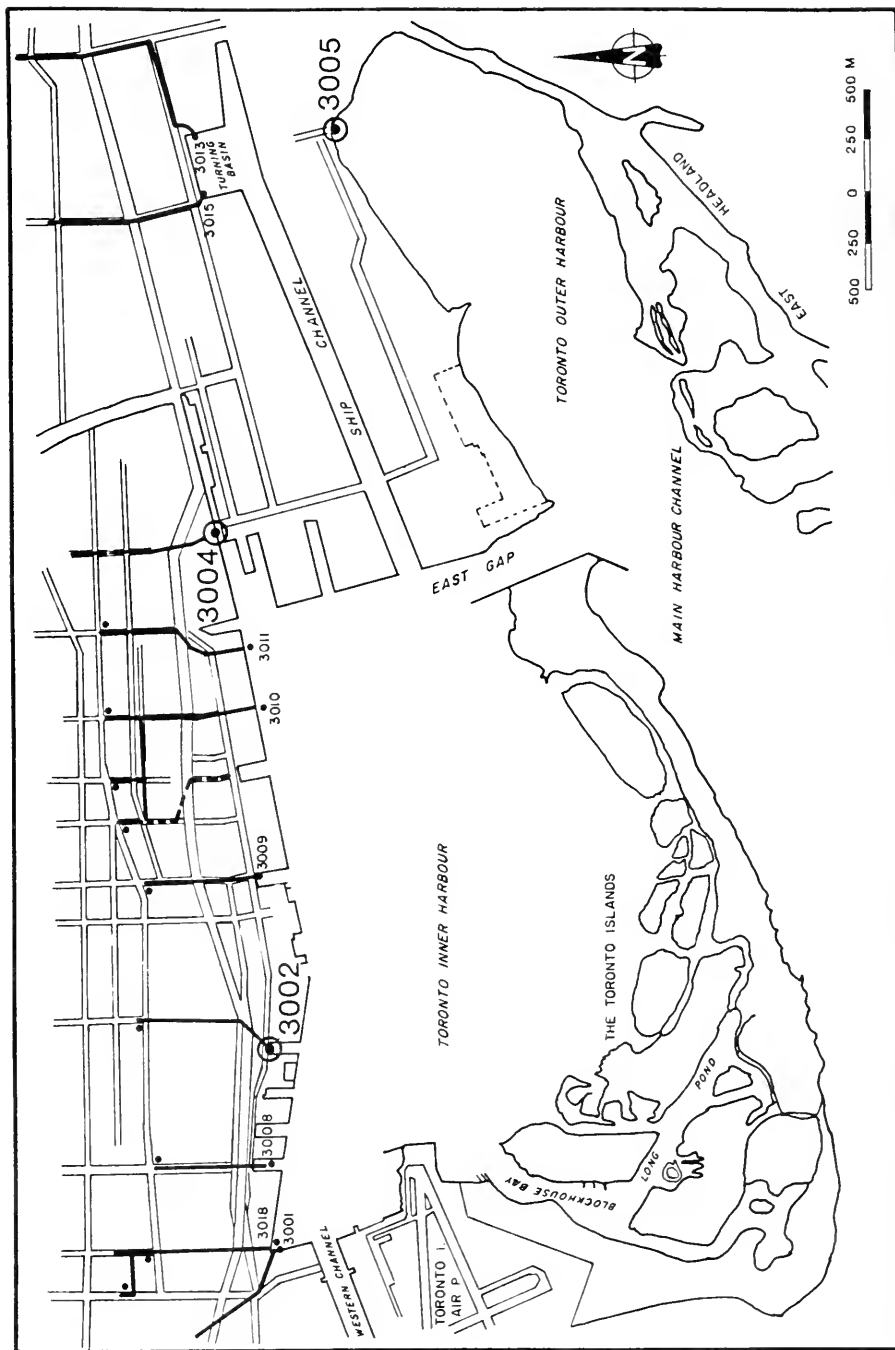 3013
TURNING
BASIN
3015
3005
N
500 250 0 250 500 M
SHIP CHANNEL
HEADLAND
EAST
TORONTO OUTER HARBOUR
3004
EAST GAP
MAIN HARBOUR CHANNEL
3011
3010
3009
TORONTO INNER HARBOUR
THE TORONTO ISLANDS
3002
3008
3018
3001
WESTERN CHANNEL
TORONTO I.
AIR P.
BLOCKHOUSE BAY
LONG POND